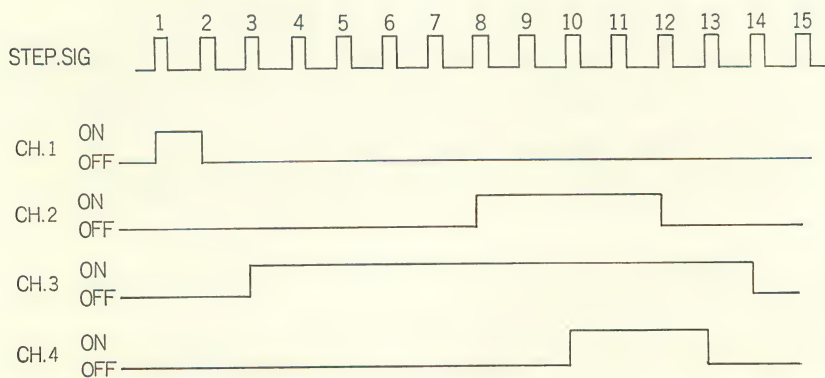 1 2 3 4 5 6 7 8 9 10 11 12 13 14 15
STEP.SIG
CH.1 ON
OFF
CH.2 ON
OFF
CH.3 ON
OFF
CH.4 ON
OFF